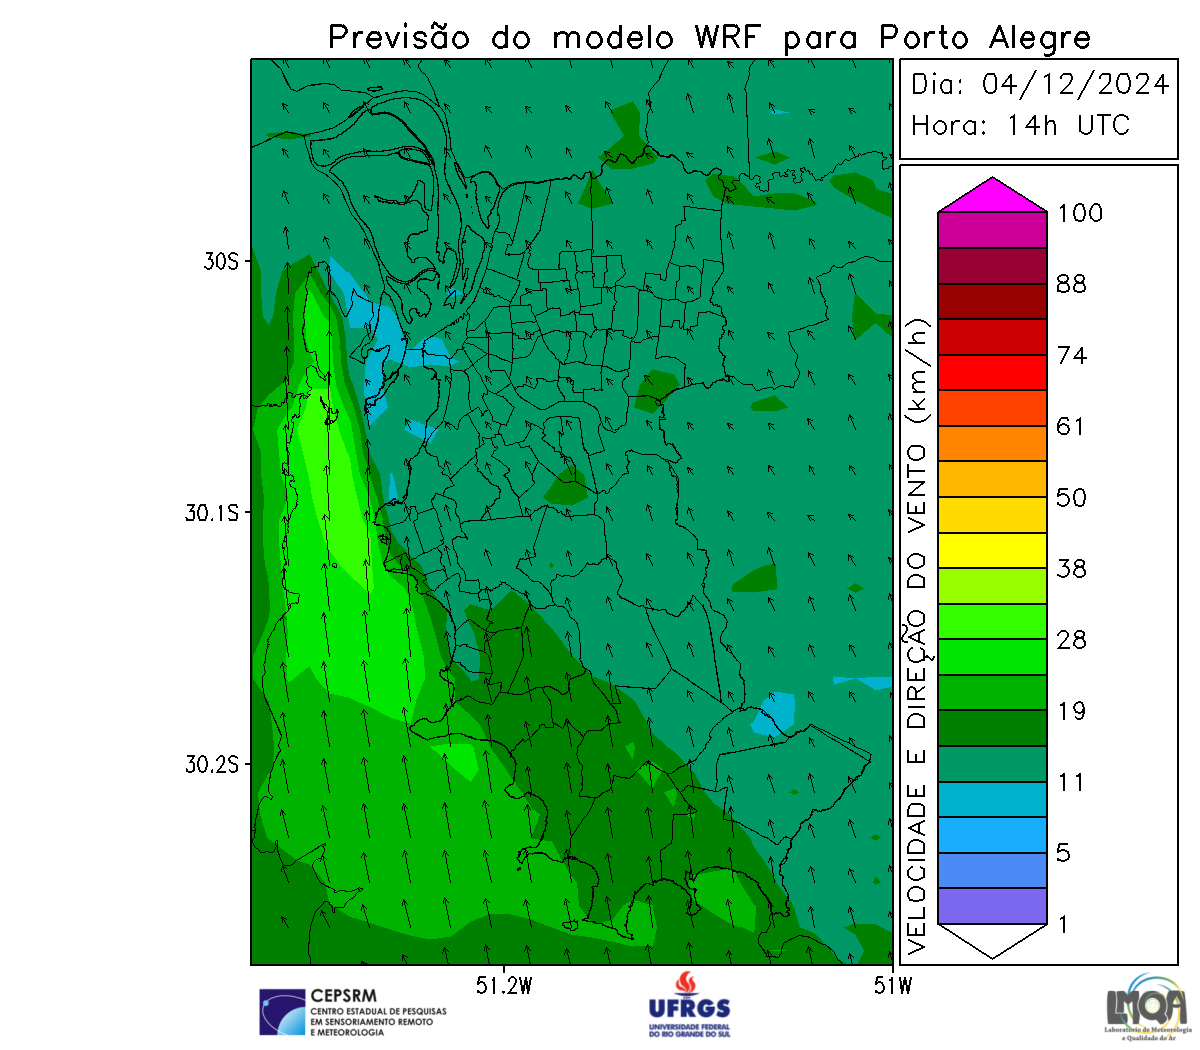 Previsão do modelo WRF para Porto Alegre
Dia: 04/12/2024
Hora: 14h UTC
30S
30.1S
30.2S
51.2W
51W
VELOCIDADE E DIREÇÃO DO VENTO (km/h)
100
88
74
61
50
38
28
19
11
5
1
CEPSRM
CENTRO ESTADUAL DE PESQUISAS
EM SENSORIAMENTO REMOTO
E METEOROLOGIA
UFRGS
UNIVERSIDADE FEDERAL
DO RIO GRANDE DO SUL
LMQA
Laboratório de Meteorologia
e Qualidade do Ar